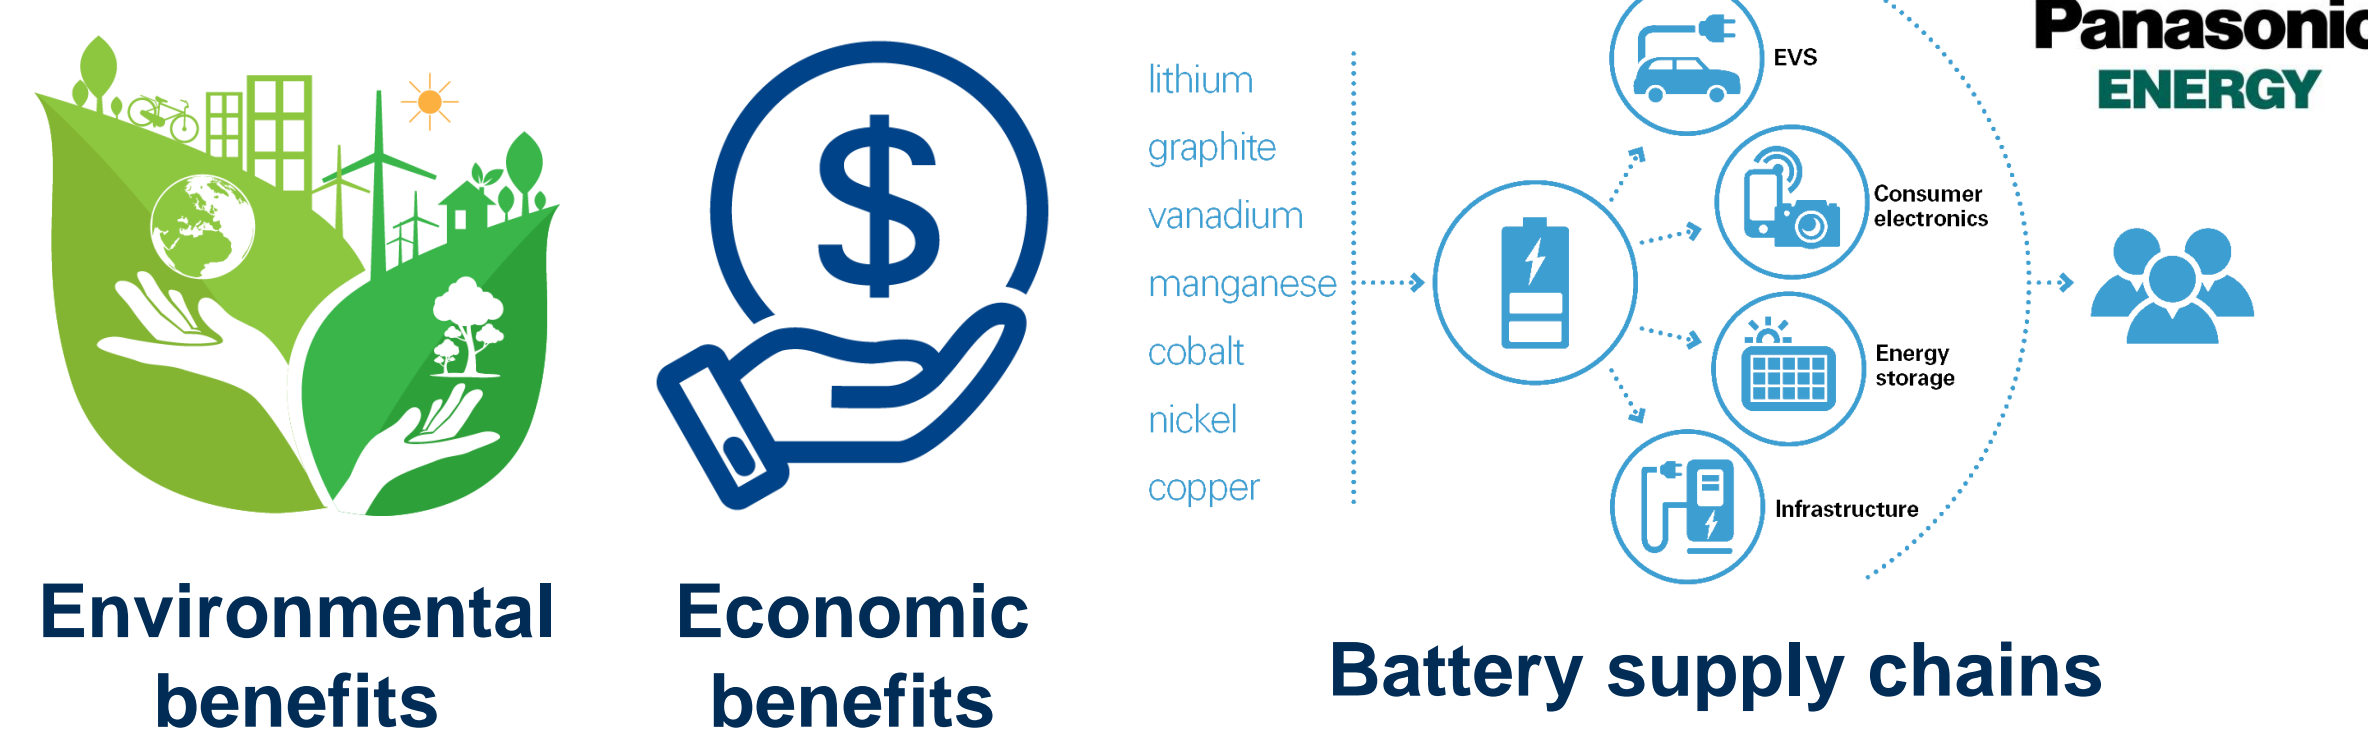 Environmental
benefits
Economic
benefits
lithium
graphite
vanadium
manganese
cobalt
nickel
copper
EVS
Consumer
electronics
Energy
storage
Infrastructure
Panasonic
ENERGY
Battery supply chains